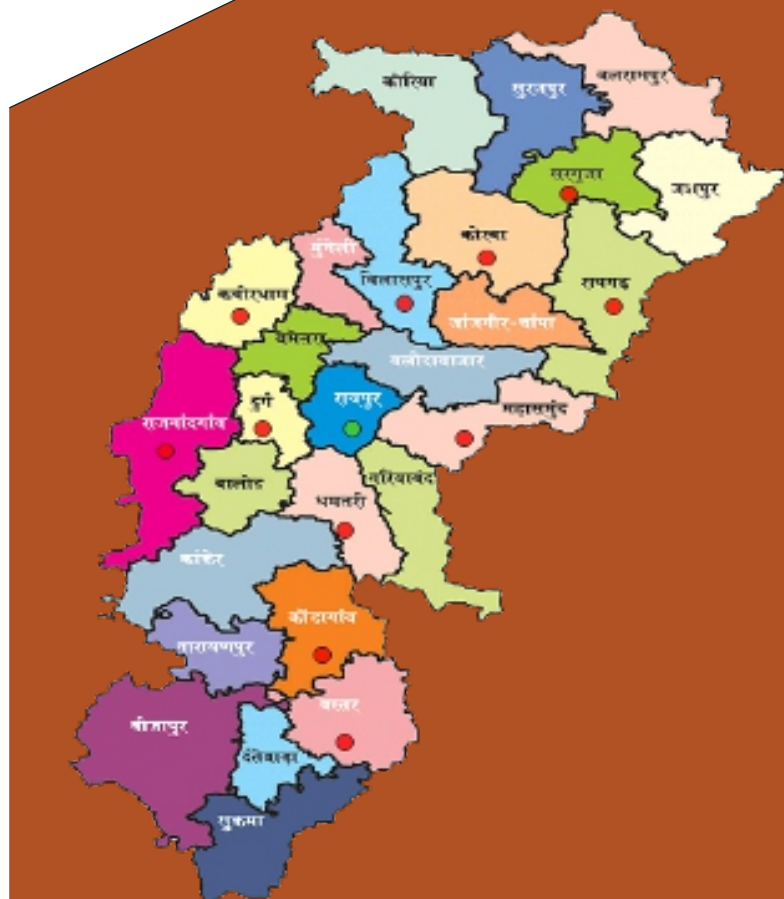 कोरिया
सुरजपुर
बलरामपुर
सरगुजा
जशपुर
कोरबा
मुंगेली
बिलासपुर
रायगढ़
कबीरधाम
जांजगीर-चांपा
बेमेतरा
बलौदाबाजार
दुर्ग
रायपुर
महासमुंद
राजनांदगांव
बालोद
धमतरी
गरियाबंद
कांकेर
कोंडागांव
नारायणपुर
बस्तर
बीजापुर
दंतेवाड़ा
सुकमा